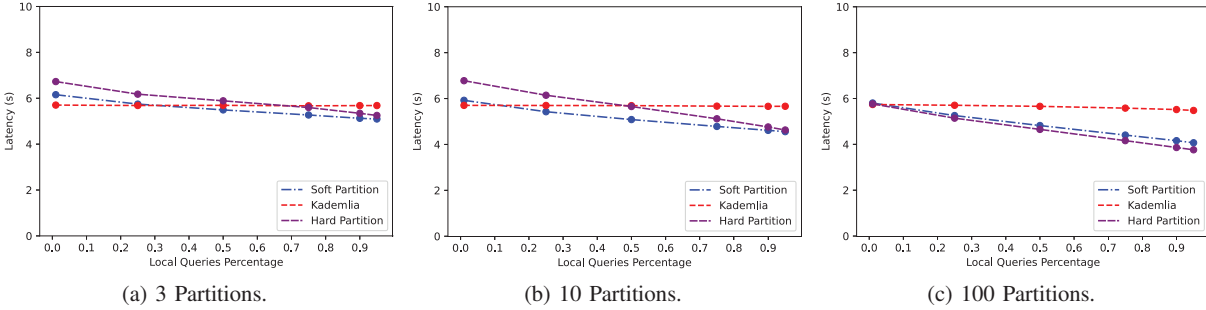 10
8
6
4
2
0
Latency (s)
0.0 0.1 0.2 0.3 0.4 0.5 0.6 0.7 0.8 0.9
Local Queries Percentage
Soft Partition
Kademlia
Hard Partition
(a) 3 Partitions.
10
8
6
4
2
0
Latency (s)
0.0 0.1 0.2 0.3 0.4 0.5 0.6 0.7 0.8 0.9
Local Queries Percentage
Soft Partition
Kademlia
Hard Partition
(b) 10 Partitions.
10
8
6
4
2
0
Latency (s)
0.0 0.1 0.2 0.3 0.4 0.5 0.6 0.7 0.8 0.9
Local Queries Percentage
Soft Partition
Kademlia
Hard Partition
(c) 100 Partitions.